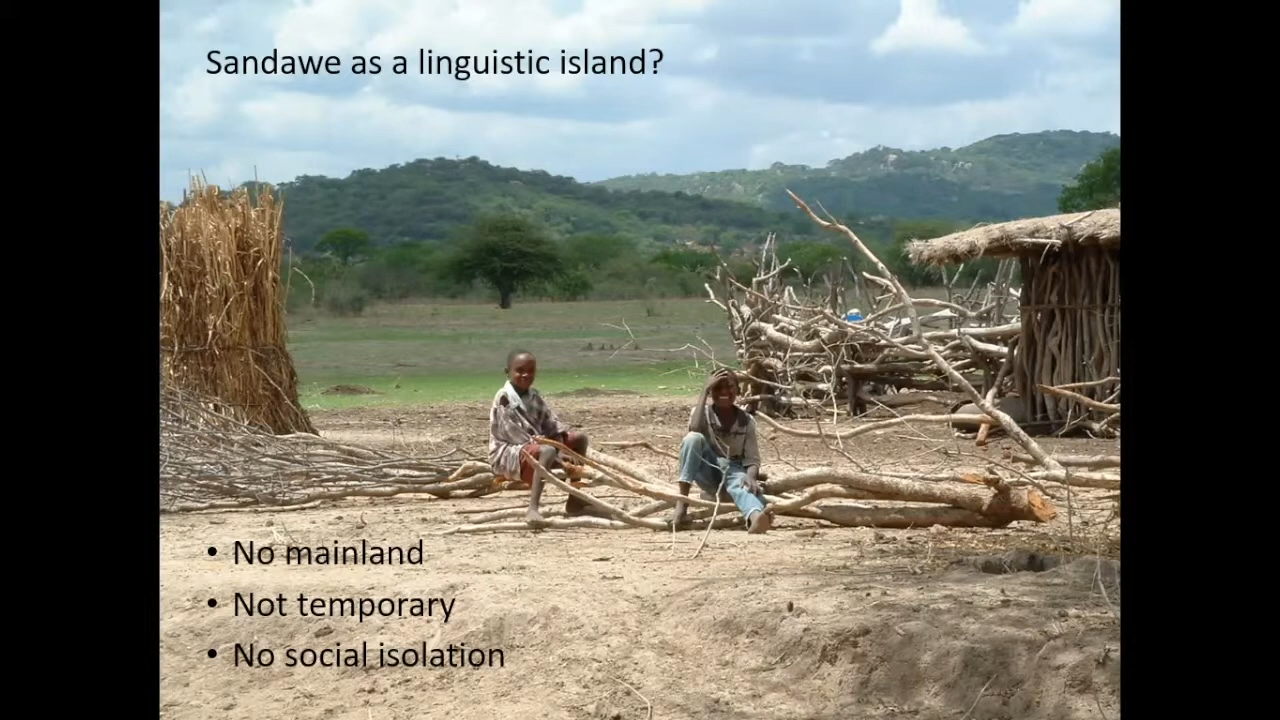 Sandawe as a linguistic island?
• No mainland
• Not temporary
• No social isolation